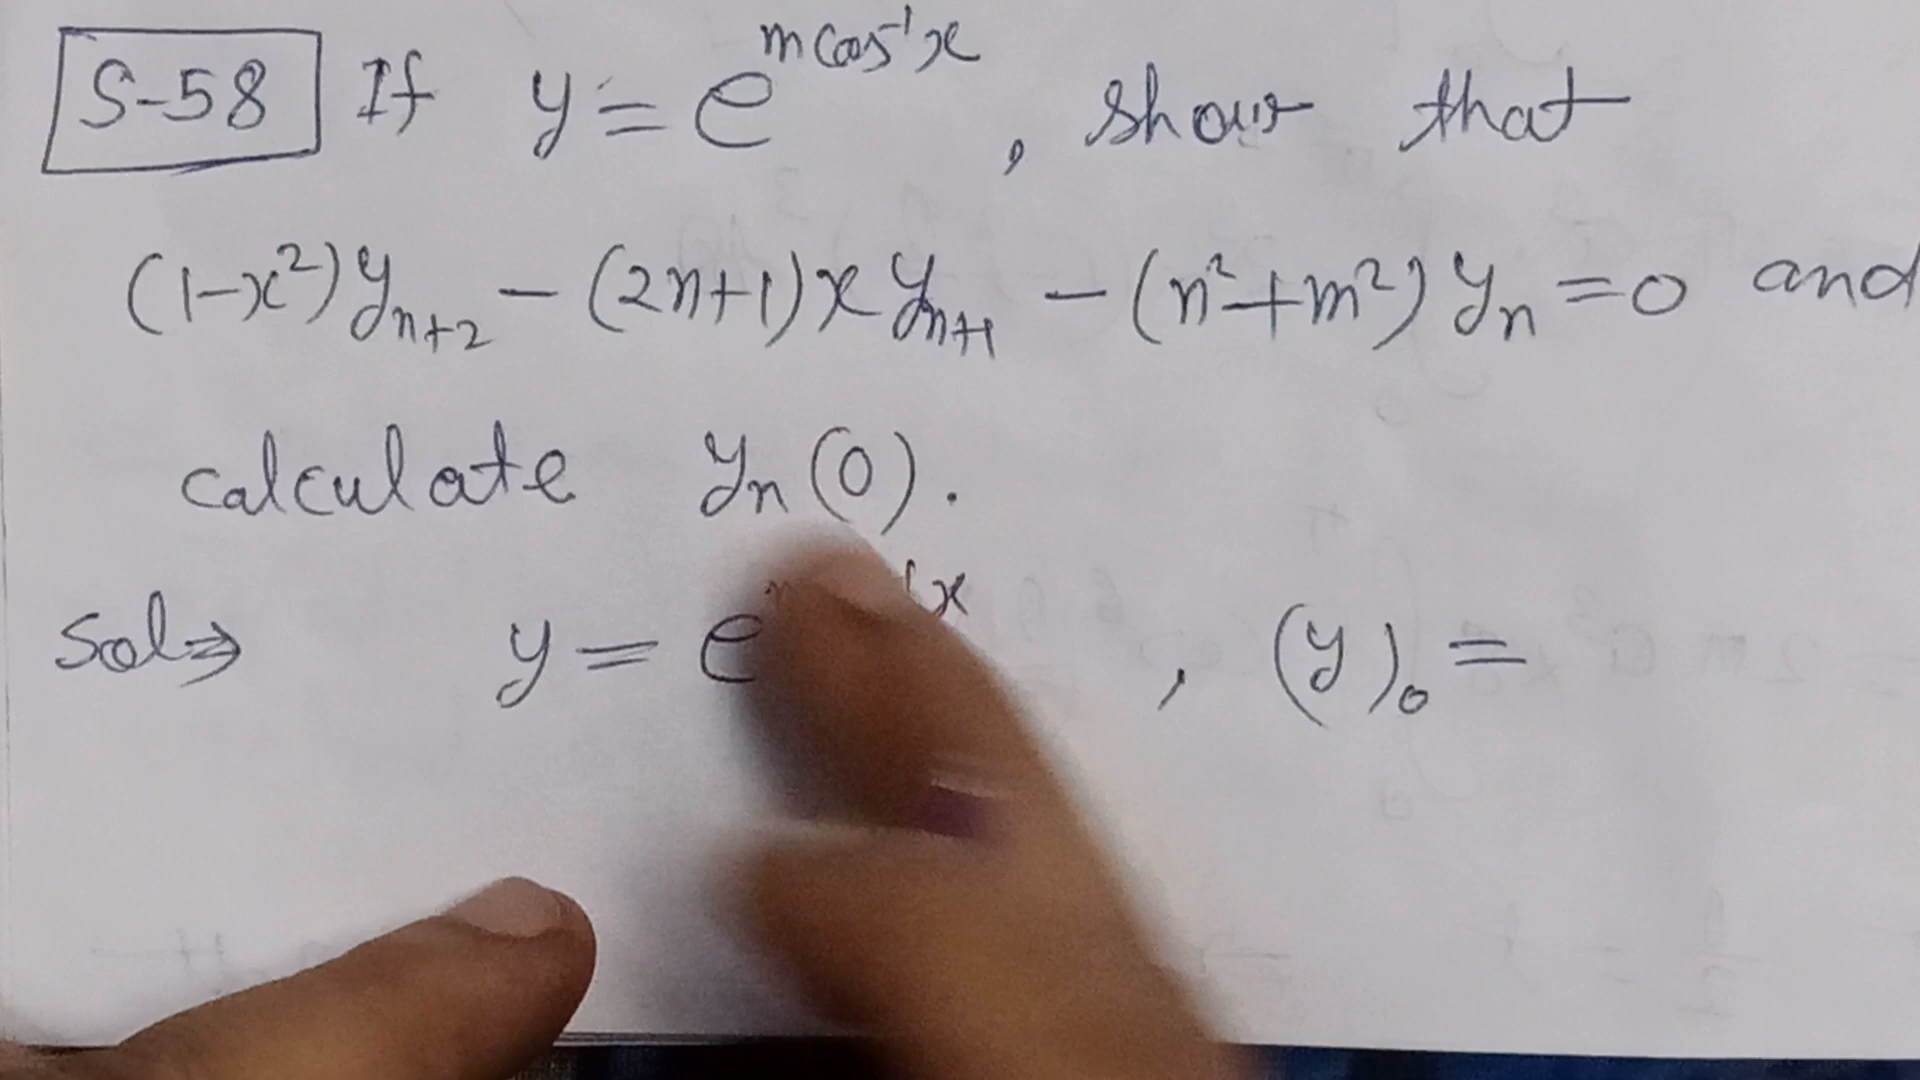 S-58 If y = e^{m cos⁻¹x}, show that
(1-x²)y_{n+2} - (2n+1)xy_{n+1} - (n²+m²)y_n = 0 and
calculate y_n(0).
Sol⇒ y = e x , (y)₀ =